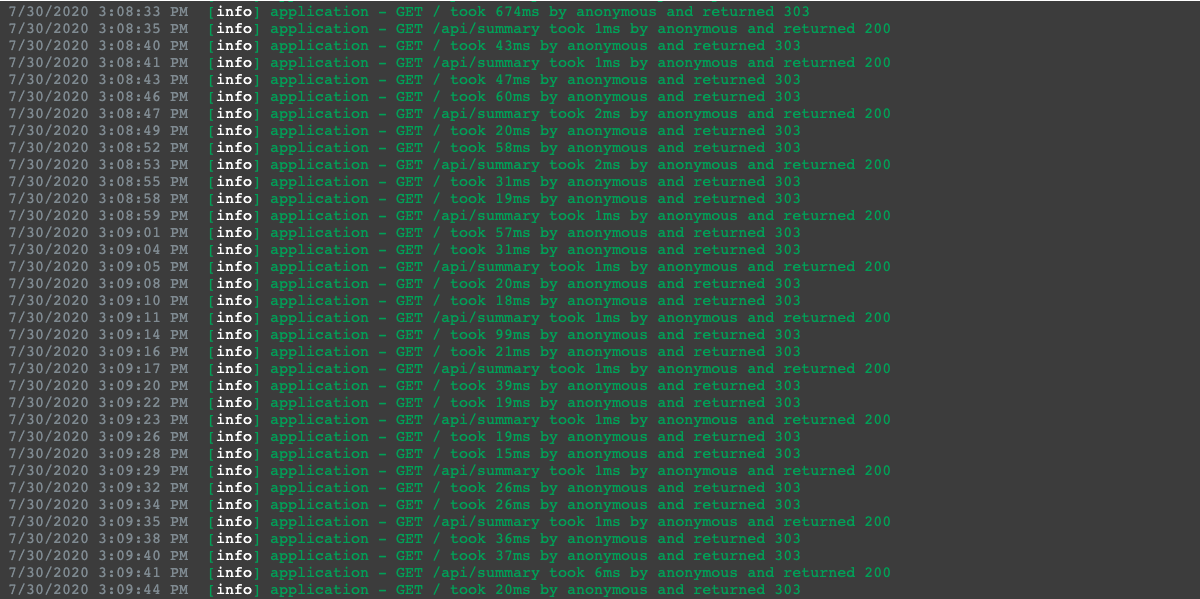 7/30/2020 3:08:33 PM [info] application - GET / took 674ms by anonymous and returned 303
7/30/2020 3:08:35 PM [info] application - GET /api/summary took 1ms by anonymous and returned 200
7/30/2020 3:08:40 PM [info] application - GET / took 43ms by anonymous and returned 303
7/30/2020 3:08:41 PM [info] application - GET /api/summary took 1ms by anonymous and returned 200
7/30/2020 3:08:43 PM [info] application - GET / took 47ms by anonymous and returned 303
7/30/2020 3:08:46 PM [info] application - GET / took 60ms by anonymous and returned 303
7/30/2020 3:08:47 PM [info] application - GET /api/summary took 2ms by anonymous and returned 200
7/30/2020 3:08:49 PM [info] application - GET / took 20ms by anonymous and returned 303
7/30/2020 3:08:52 PM [info] application - GET / took 58ms by anonymous and returned 303
7/30/2020 3:08:53 PM [info] application - GET /api/summary took 2ms by anonymous and returned 200
7/30/2020 3:08:55 PM [info] application - GET / took 31ms by anonymous and returned 303
7/30/2020 3:08:58 PM [info] application - GET / took 19ms by anonymous and returned 303
7/30/2020 3:08:59 PM [info] application - GET /api/summary took 1ms by anonymous and returned 200
7/30/2020 3:09:01 PM [info] application - GET / took 57ms by anonymous and returned 303
7/30/2020 3:09:04 PM [info] application - GET / took 31ms by anonymous and returned 303
7/30/2020 3:09:05 PM [info] application - GET /api/summary took 1ms by anonymous and returned 200
7/30/2020 3:09:08 PM [info] application - GET / took 20ms by anonymous and returned 303
7/30/2020 3:09:10 PM [info] application - GET / took 18ms by anonymous and returned 303
7/30/2020 3:09:11 PM [info] application - GET /api/summary took 1ms by anonymous and returned 200
7/30/2020 3:09:14 PM [info] application - GET / took 99ms by anonymous and returned 303
7/30/2020 3:09:16 PM [info] application - GET / took 21ms by anonymous and returned 303
7/30/2020 3:09:17 PM [info] application - GET /api/summary took 1ms by anonymous and returned 200
7/30/2020 3:09:20 PM [info] application - GET / took 39ms by anonymous and returned 303
7/30/2020 3:09:22 PM [info] application - GET / took 19ms by anonymous and returned 303
7/30/2020 3:09:23 PM [info] application - GET /api/summary took 1ms by anonymous and returned 200
7/30/2020 3:09:26 PM [info] application - GET / took 19ms by anonymous and returned 303
7/30/2020 3:09:28 PM [info] application - GET / took 15ms by anonymous and returned 303
7/30/2020 3:09:29 PM [info] application - GET /api/summary took 1ms by anonymous and returned 200
7/30/2020 3:09:32 PM [info] application - GET / took 26ms by anonymous and returned 303
7/30/2020 3:09:34 PM [info] application - GET / took 26ms by anonymous and returned 303
7/30/2020 3:09:35 PM [info] application - GET /api/summary took 1ms by anonymous and returned 200
7/30/2020 3:09:38 PM [info] application - GET / took 36ms by anonymous and returned 303
7/30/2020 3:09:40 PM [info] application - GET / took 37ms by anonymous and returned 303
7/30/2020 3:09:41 PM [info] application - GET /api/summary took 6ms by anonymous and returned 200
7/30/2020 3:09:44 PM [info] application - GET / took 20ms by anonymous and returned 303